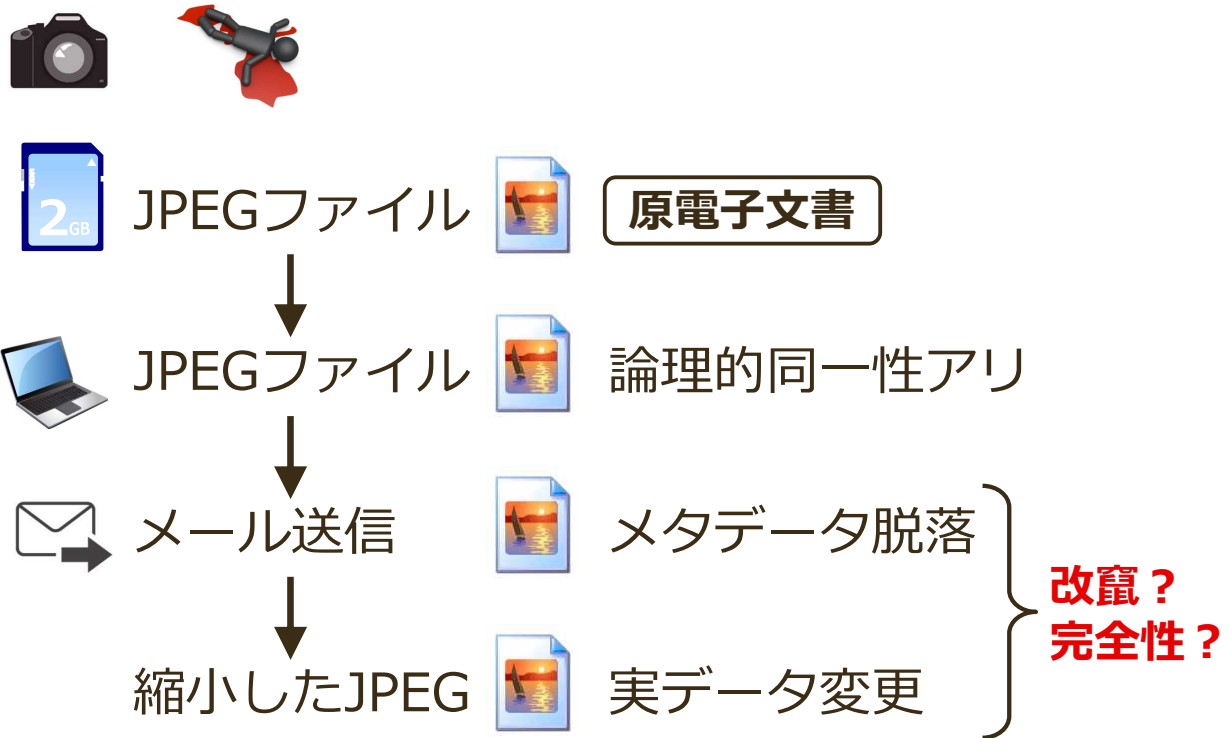 2GB
JPEGファイル
原電子文書
JPEGファイル
論理的同一性アリ
メール送信
メタデータ脱落
改竄？
完全性？
縮小したJPEG
実データ変更